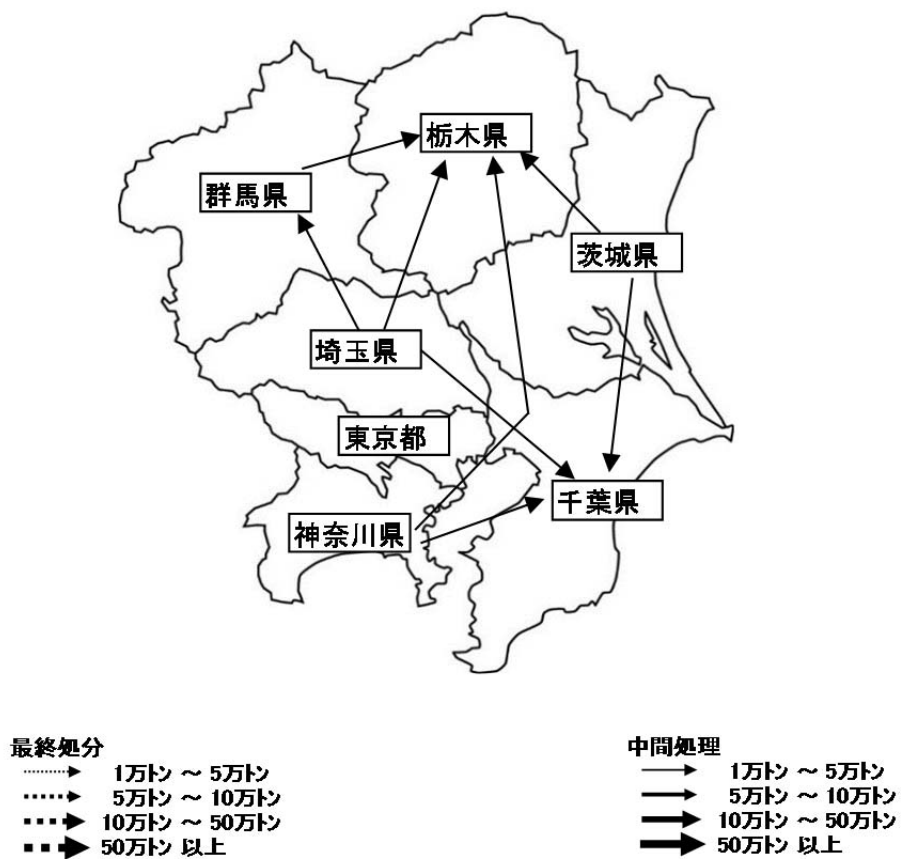 栃木県
群馬県
茨城県
埼玉県
東京都
千葉県
神奈川県
最終処分
1万トン ～ 5万トン
5万トン ～ 10万トン
10万トン ～ 50万トン
50万トン 以上
中間処理
1万トン ～ 5万トン
5万トン ～ 10万トン
10万トン ～ 50万トン
50万トン 以上